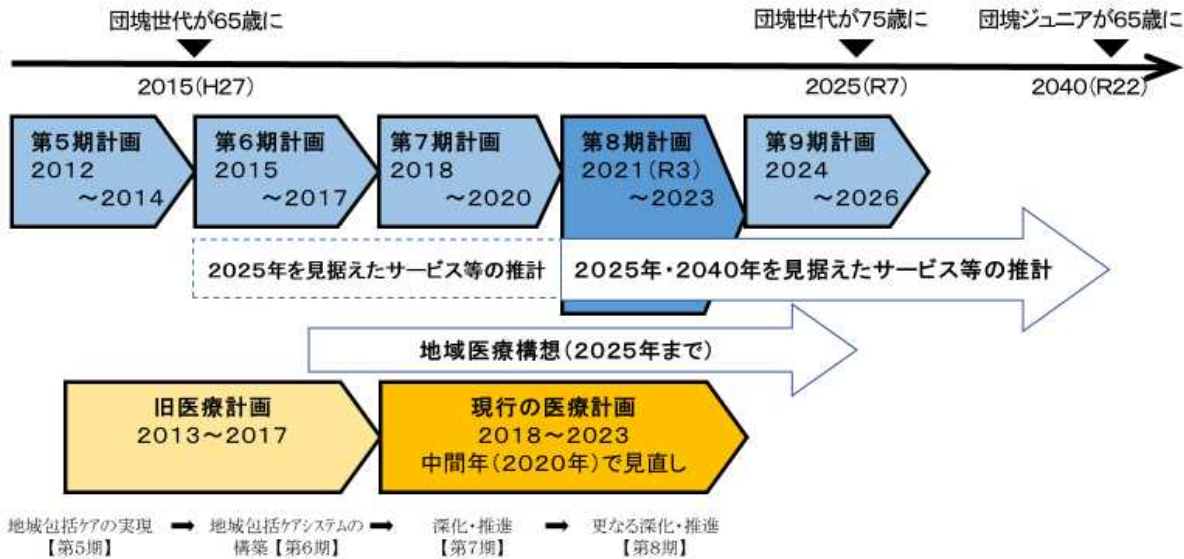 団塊世代が65歳に
団塊世代が75歳に
団塊ジュニアが65歳に
2015(H27)
2025(R7)
2040(R22)
第5期計画
2012
～2014
第6期計画
2015
～2017
第7期計画
2018
～2020
第8期計画
2021(R3)
～2023
第9期計画
2024
～2026
2025年を見据えたサービス等の推計
2025年・2040年を見据えたサービス等の推計
地域医療構想(2025年まで)
旧医療計画
2013～2017
現行の医療計画
2018～2023
中間年(2020年)で見直し
地域包括ケアの実現
【第5期】
➡
地域包括ケアシステムの
構築【第6期】
➡
深化・推進
【第7期】
➡
更なる深化・推進
【第8期】